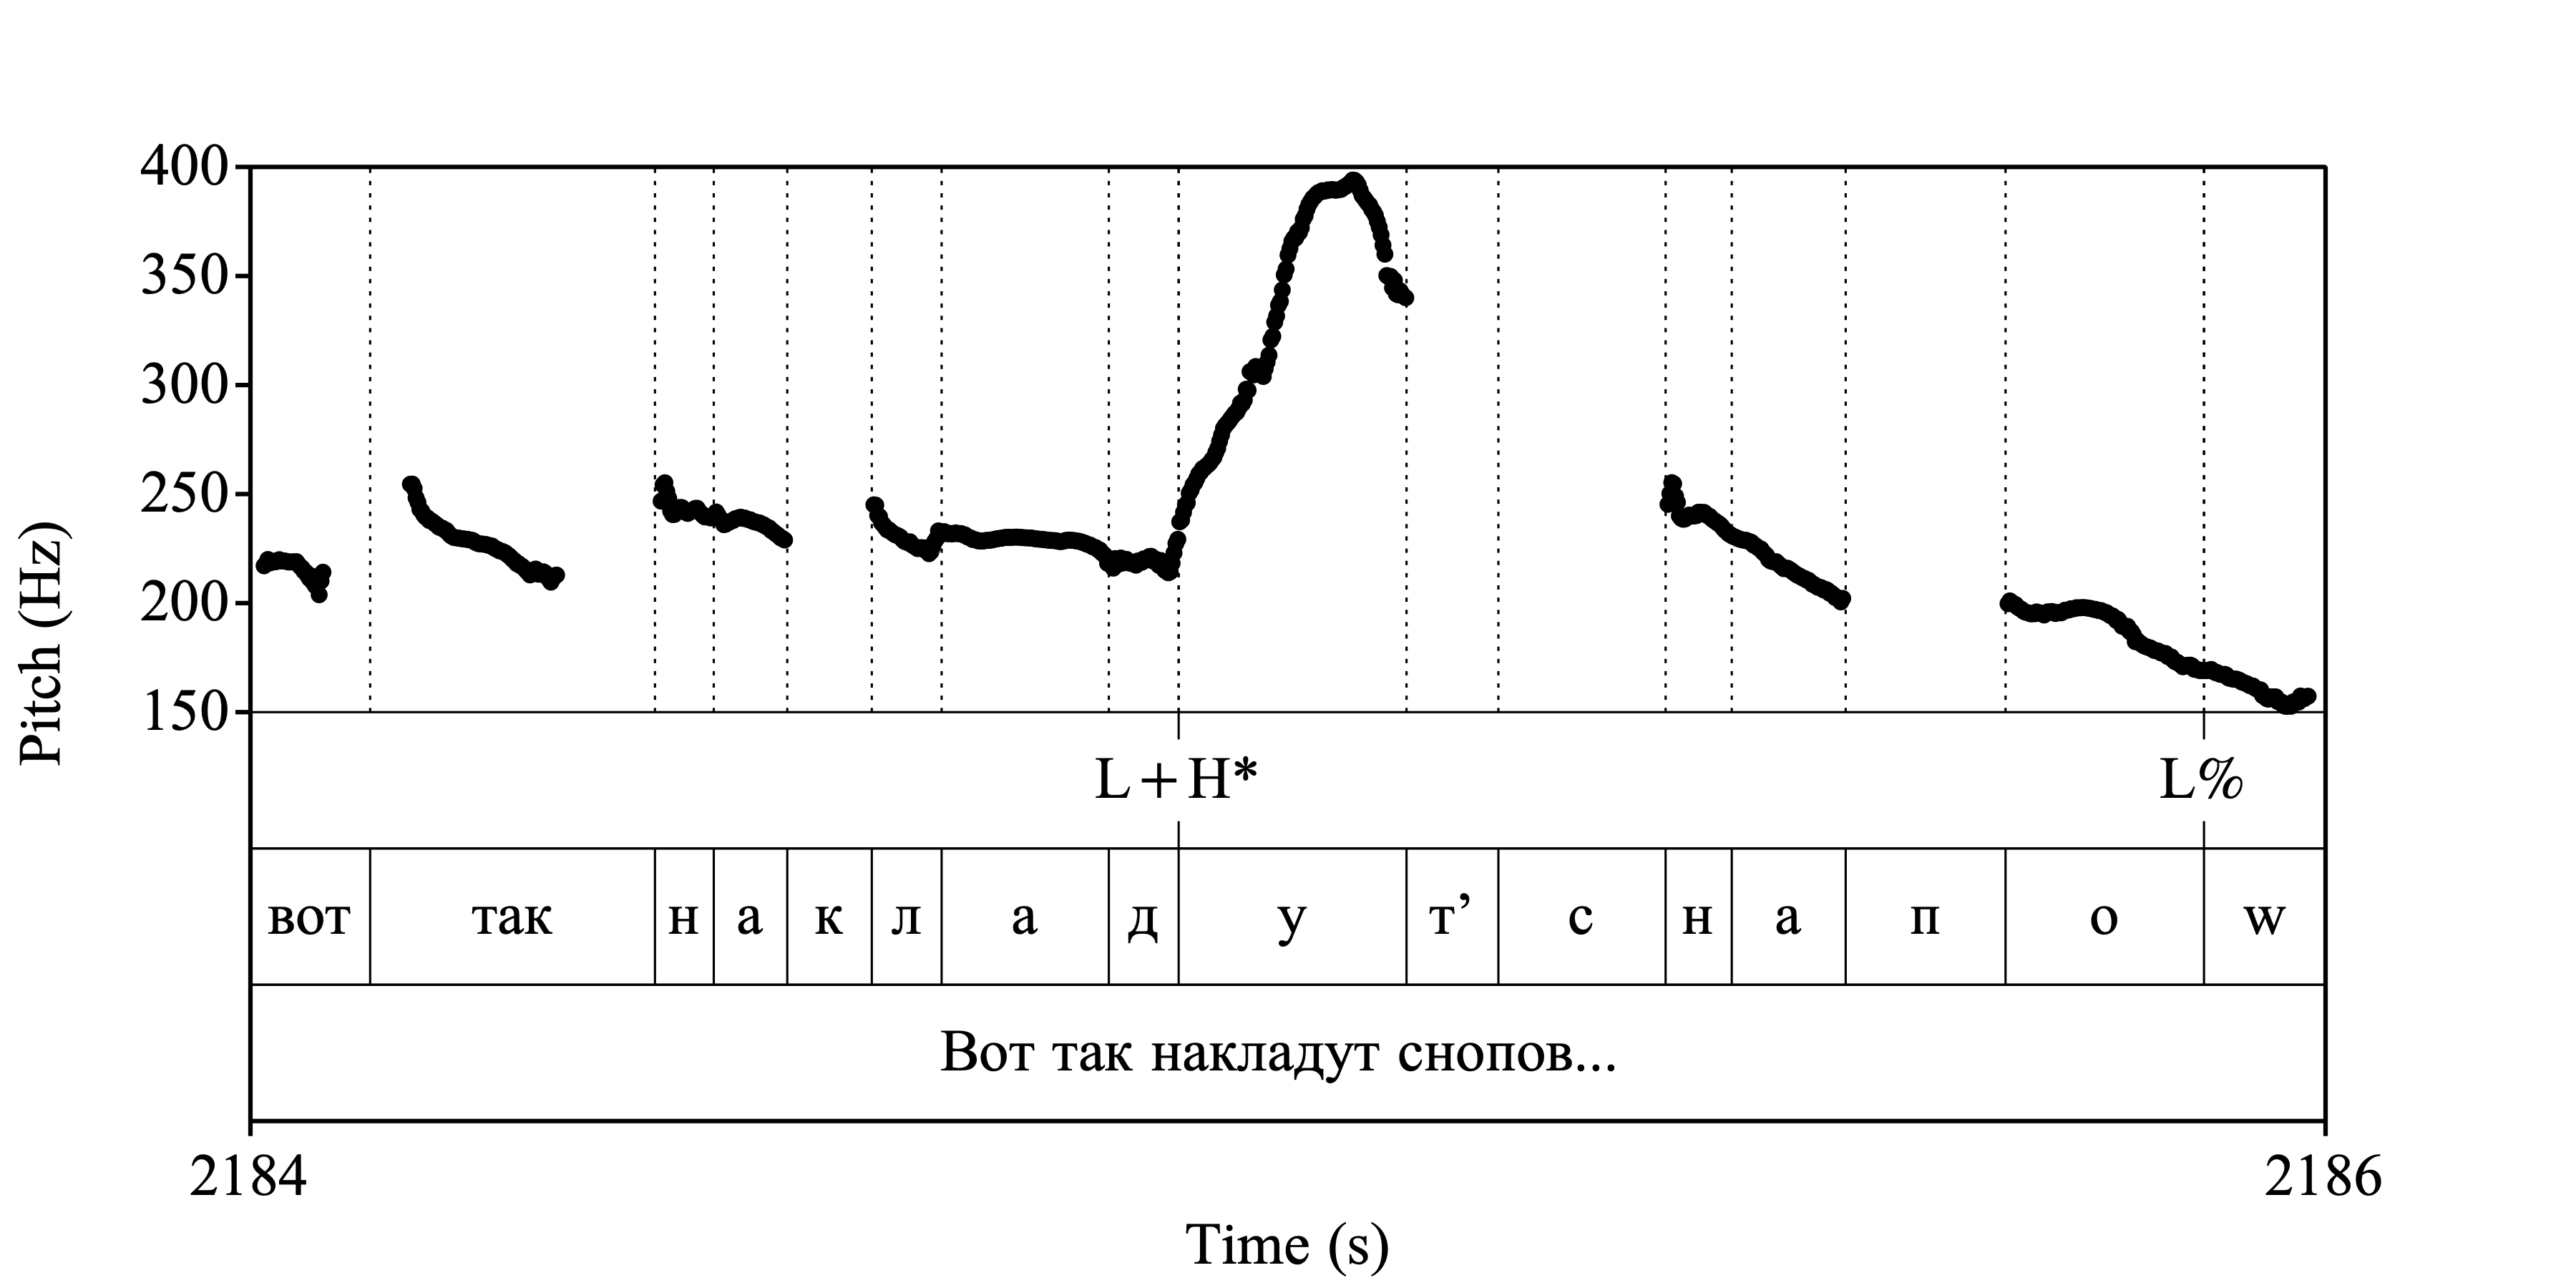 400
350
300
250
200
150
Pitch (Hz)
L+H* L%
вот так н а к л а д у т’ с н а п о w
Вот так накладут снопов...
2184 2186
Time (s)